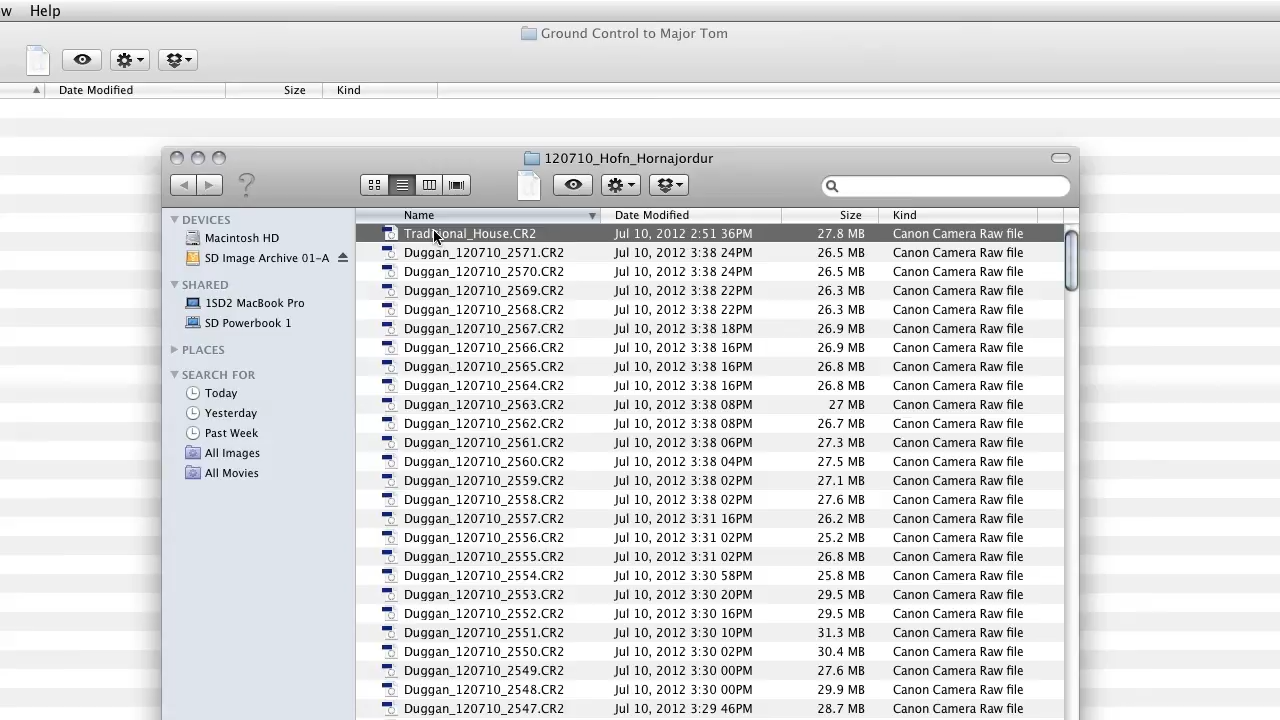 w Help
Ground Control to Major Tom
Date Modified Size Kind
120710_Hofn_Hornajordur
?
Name Date Modified Size Kind
DEVICES
Macintosh HD
SD Image Archive 01-A
SHARED
1SD2 MacBook Pro
SD Powerbook 1
PLACES
SEARCH FOR
Today
Yesterday
Past Week
All Images
All Movies
Traditional_House.CR2 Jul 10, 2012 2:51 36PM 27.8 MB Canon Camera Raw file
Duggan_120710_2571.CR2 Jul 10, 2012 3:38 24PM 26.5 MB Canon Camera Raw file
Duggan_120710_2570.CR2 Jul 10, 2012 3:38 24PM 26.5 MB Canon Camera Raw file
Duggan_120710_2569.CR2 Jul 10, 2012 3:38 22PM 26.3 MB Canon Camera Raw file
Duggan_120710_2568.CR2 Jul 10, 2012 3:38 22PM 26.3 MB Canon Camera Raw file
Duggan_120710_2567.CR2 Jul 10, 2012 3:38 18PM 26.9 MB Canon Camera Raw file
Duggan_120710_2566.CR2 Jul 10, 2012 3:38 16PM 26.9 MB Canon Camera Raw file
Duggan_120710_2565.CR2 Jul 10, 2012 3:38 16PM 26.8 MB Canon Camera Raw file
Duggan_120710_2564.CR2 Jul 10, 2012 3:38 16PM 26.8 MB Canon Camera Raw file
Duggan_120710_2563.CR2 Jul 10, 2012 3:38 08PM 27 MB Canon Camera Raw file
Duggan_120710_2562.CR2 Jul 10, 2012 3:38 08PM 26.7 MB Canon Camera Raw file
Duggan_120710_2561.CR2 Jul 10, 2012 3:38 06PM 27.3 MB Canon Camera Raw file
Duggan_120710_2560.CR2 Jul 10, 2012 3:38 04PM 27.5 MB Canon Camera Raw file
Duggan_120710_2559.CR2 Jul 10, 2012 3:38 02PM 27.1 MB Canon Camera Raw file
Duggan_120710_2558.CR2 Jul 10, 2012 3:38 02PM 27.6 MB Canon Camera Raw file
Duggan_120710_2557.CR2 Jul 10, 2012 3:31 16PM 26.2 MB Canon Camera Raw file
Duggan_120710_2556.CR2 Jul 10, 2012 3:31 02PM 25.2 MB Canon Camera Raw file
Duggan_120710_2555.CR2 Jul 10, 2012 3:31 02PM 26.8 MB Canon Camera Raw file
Duggan_120710_2554.CR2 Jul 10, 2012 3:30 58PM 25.8 MB Canon Camera Raw file
Duggan_120710_2553.CR2 Jul 10, 2012 3:30 20PM 29.5 MB Canon Camera Raw file
Duggan_120710_2552.CR2 Jul 10, 2012 3:30 16PM 29.5 MB Canon Camera Raw file
Duggan_120710_2551.CR2 Jul 10, 2012 3:30 10PM 31.3 MB Canon Camera Raw file
Duggan_120710_2550.CR2 Jul 10, 2012 3:30 02PM 30.4 MB Canon Camera Raw file
Duggan_120710_2549.CR2 Jul 10, 2012 3:30 00PM 27.6 MB Canon Camera Raw file
Duggan_120710_2548.CR2 Jul 10, 2012 3:30 00PM 29.9 MB Canon Camera Raw file
Duggan_120710_2547.CR2 Jul 10, 2012 3:29 46PM 28.7 MB Canon Camera Raw file